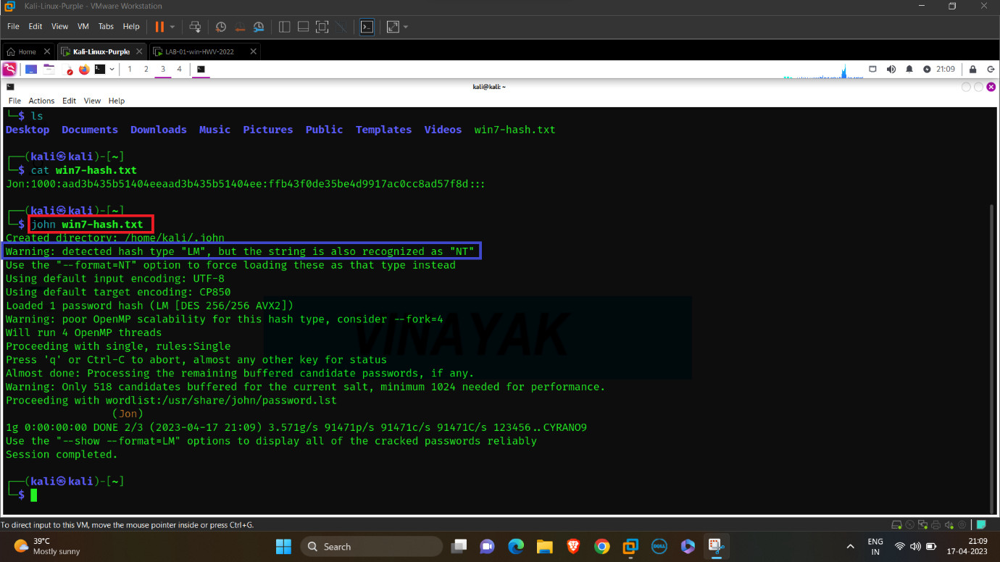 Kali-Linux-Purple - VMware Workstation
File Edit View VM Tabs Help
Home Kali-Linux-Purple LAB-01-win-HWV-2022
1 2 3 4 21:09
kali@kali: ~
File Actions Edit View Help
└─$ ls
Desktop Documents Downloads Music Pictures Public Templates Videos win7-hash.txt
┌──(kali㉿kali)-[~]
└─$ cat win7-hash.txt
Jon:1000:aad3b435b51404eeaad3b435b51404ee:ffb43f0de35be4d9917ac0cc8ad57f8d:::
┌──(kali㉿kali)-[~]
└─$ john win7-hash.txt
Created directory: /home/kali/.john
Warning: detected hash type "LM", but the string is also recognized as "NT"
Use the "--format=NT" option to force loading these as that type instead
Using default input encoding: UTF-8
Using default target encoding: CP850
Loaded 1 password hash (LM [DES 256/256 AVX2])
Warning: poor OpenMP scalability for this hash type, consider --fork=4
Will run 4 OpenMP threads
Proceeding with single, rules:Single
Press 'q' or Ctrl-C to abort, almost any other key for status
Almost done: Processing the remaining buffered candidate passwords, if any.
Warning: Only 518 candidates buffered for the current salt, minimum 1024 needed for performance.
Proceeding with wordlist:/usr/share/john/password.lst
(Jon)
1g 0:00:00:00 DONE 2/3 (2023-04-17 21:09) 3.571g/s 91471p/s 91471c/s 91471C/s 123456..CYRANO9
Use the "--show --format=LM" options to display all of the cracked passwords reliably
Session completed.
┌──(kali㉿kali)-[~]
└─$
VINAYAK
To direct input to this VM, move the mouse pointer inside or press Ctrl+G.
39°C
Mostly sunny
Search
DELL
ENG
IN
21:09
17-04-2023